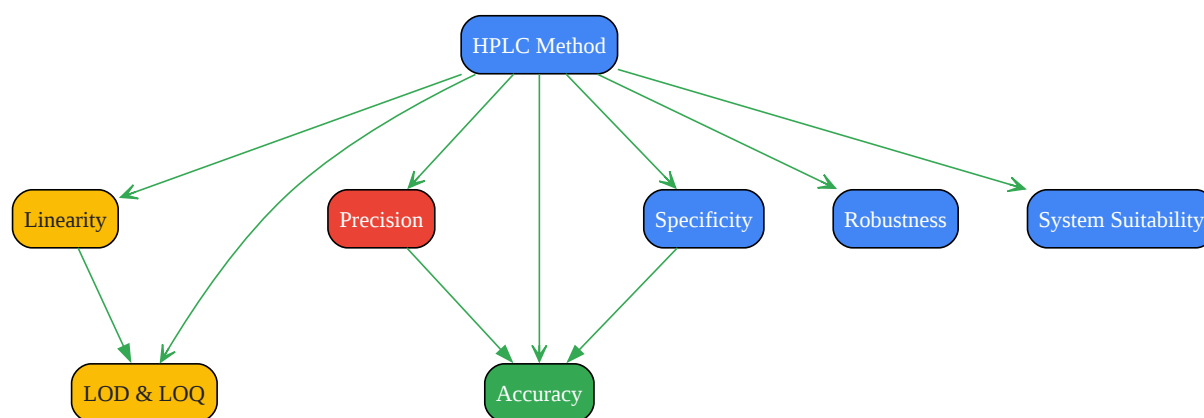 HPLC Method
Linearity
Precision
Specificity
Robustness
System Suitability
LOD & LOQ
Accuracy